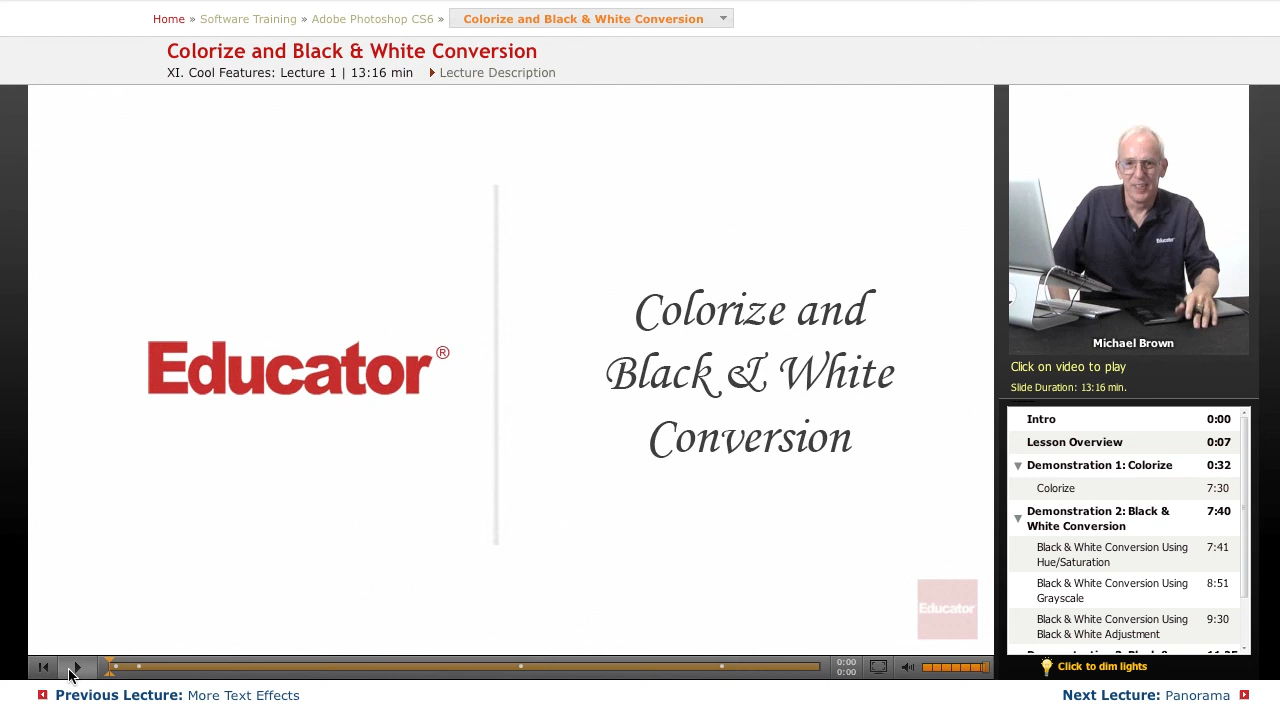 Home » Software Training » Adobe Photoshop CS6 » Colorize and Black & White Conversion
Colorize and Black & White Conversion
XI. Cool Features: Lecture 1 | 13:16 min Lecture Description
Educator®
Colorize and
Black & White
Conversion
Educator
Educator
Michael Brown
Click on video to play
Slide Duration: 13:16 min.
Intro 0:00
Lesson Overview 0:07
Demonstration 1: Colorize 0:32
Colorize 7:30
Demonstration 2: Black & 7:40
White Conversion
Black & White Conversion Using 7:41
Hue/Saturation
Black & White Conversion Using 8:51
Grayscale
Black & White Conversion Using 9:30
Black & White Adjustment
0:00
0:00
Click to dim lights
Previous Lecture: More Text Effects
Next Lecture: Panorama